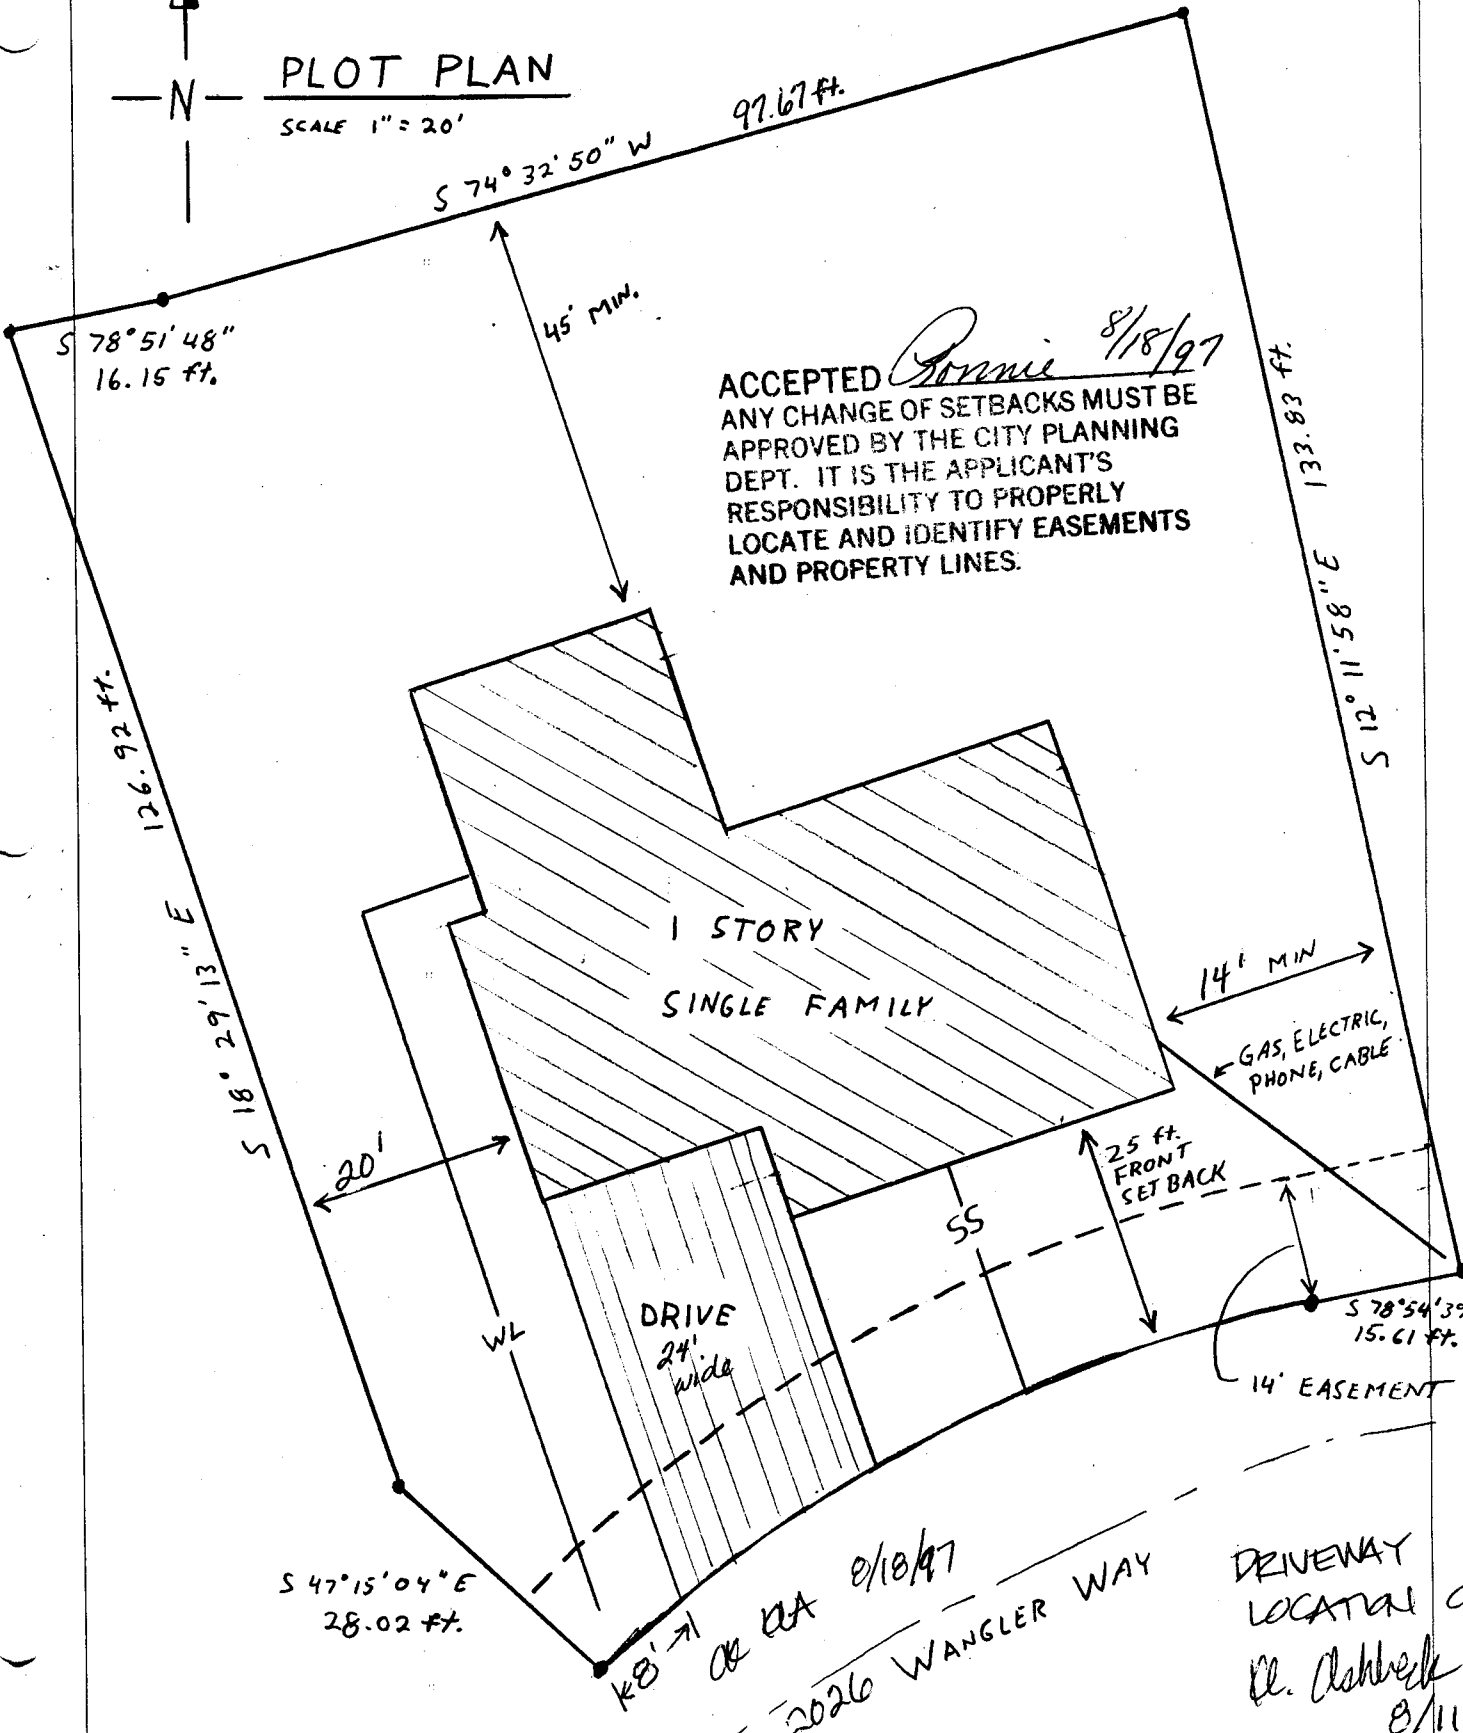 N
PLOT PLAN
SCALE 1" = 20'
S 74° 32' 50" W
97.67 ft.
S 78° 51' 48"
16.15 ft.
45' MIN.
ACCEPTED Ronnie 8/18/97
ANY CHANGE OF SETBACKS MUST BE
APPROVED BY THE CITY PLANNING
DEPT. IT IS THE APPLICANT'S
RESPONSIBILITY TO PROPERLY
LOCATE AND IDENTIFY EASEMENTS
AND PROPERTY LINES.
S 12° 11' 58" E 133.83 ft.
S 18° 29' 13" E 126.92 ft.
1 STORY
SINGLE FAMILY
14' MIN
GAS, ELECTRIC,
PHONE, CABLE
20'
25 ft.
FRONT
SET BACK
SS
WL
DRIVE
24'
wide
S 78° 54' 39
15.61 ft.
14' EASEMENT
S 47° 15' 04" E
28.02 ft.
8'
OK 8/18/97
2026 WANGLER WAY
DRIVEWAY
LOCATION
8/11